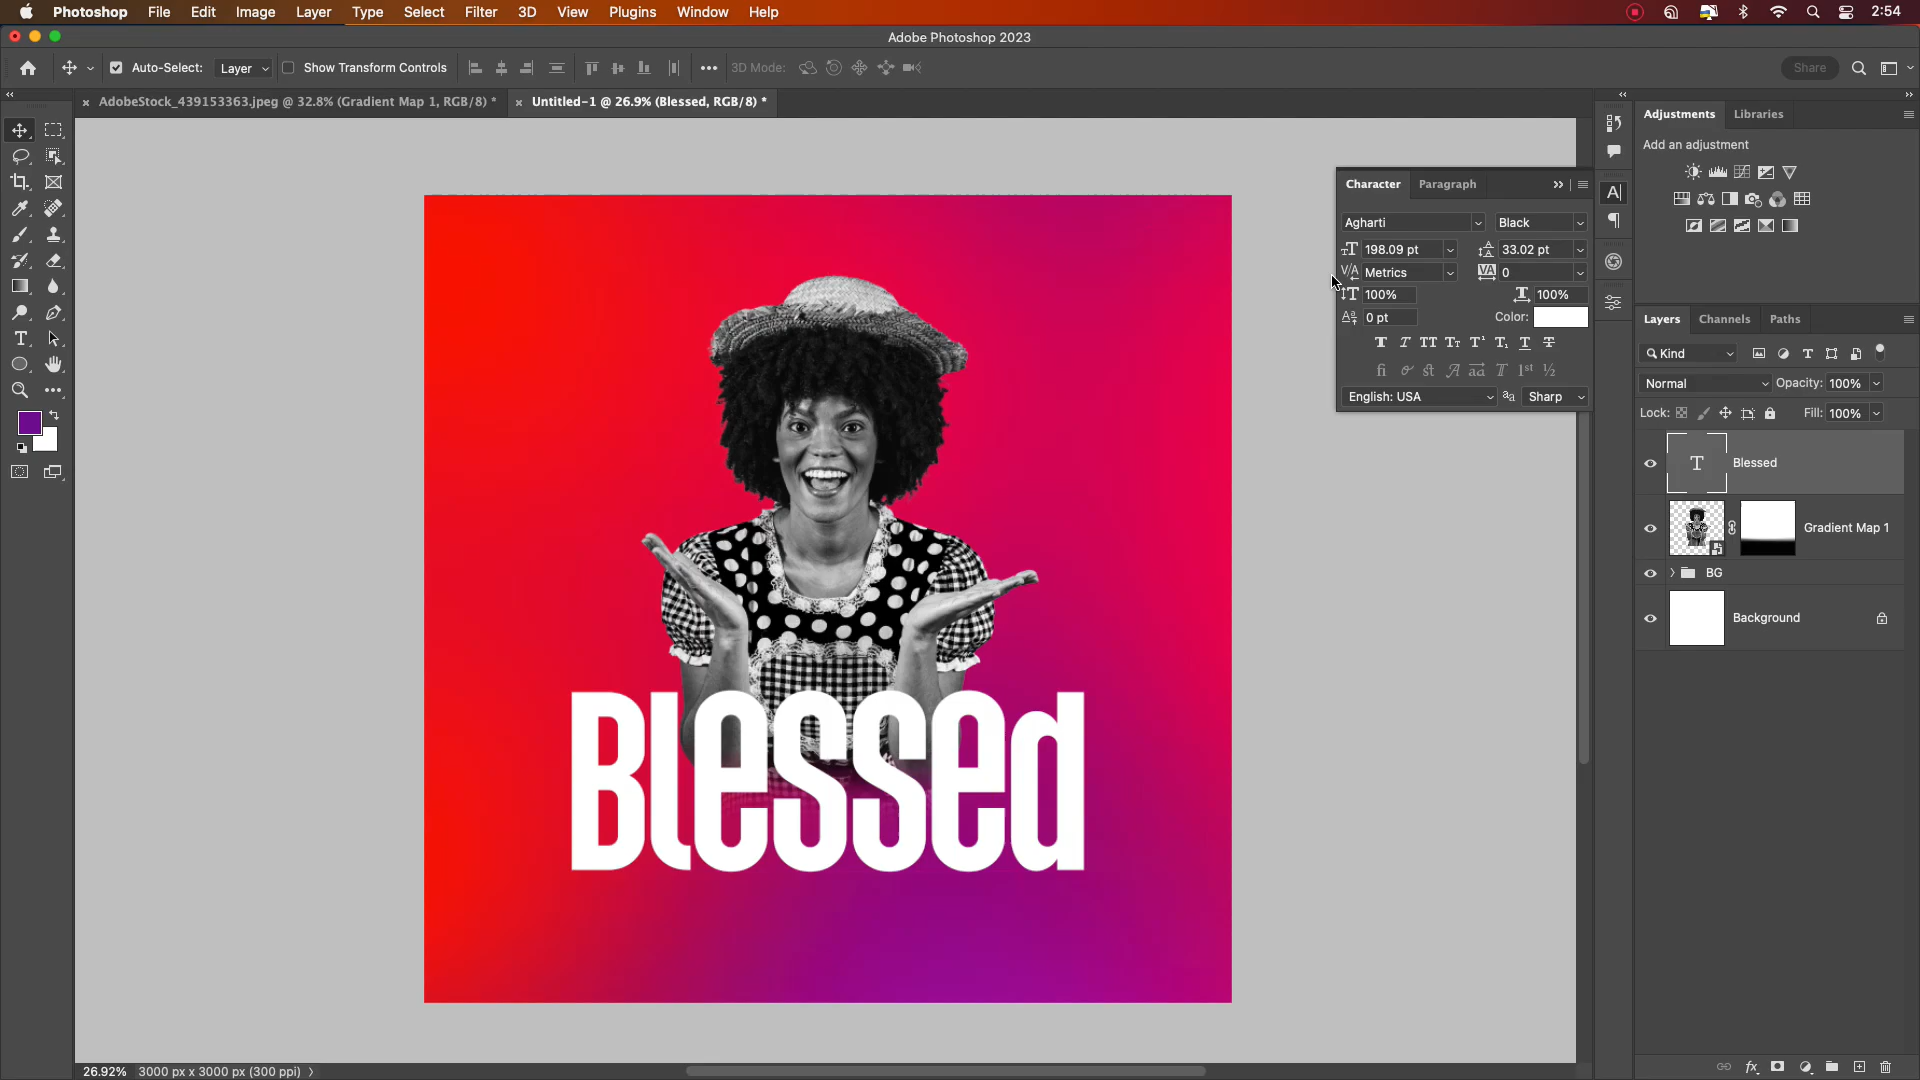 Photoshop File Edit Image Layer Type Select Filter 3D View Plugins Window Help 2:54
Adobe Photoshop 2023
Auto-Select: Layer Show Transform Controls 3D Mode: Share
AdobeStock_439153363.jpeg @ 32.8% (Gradient Map 1, RGB/8) * Untitled-1 @ 26.9% (Blessed, RGB/8) *
Adjustments Libraries
Add an adjustment
Character Paragraph
Agharti Black
198.09 pt 33.02 pt
Metrics 0
100% 100%
0 pt Color:
English: USA Sharp
Layers Channels Paths
Kind
Normal Opacity: 100%
Lock: Fill: 100%
Blessed
Gradient Map 1
BG
Background
Blessed
26.92% 3000 px x 3000 px (300 ppi)